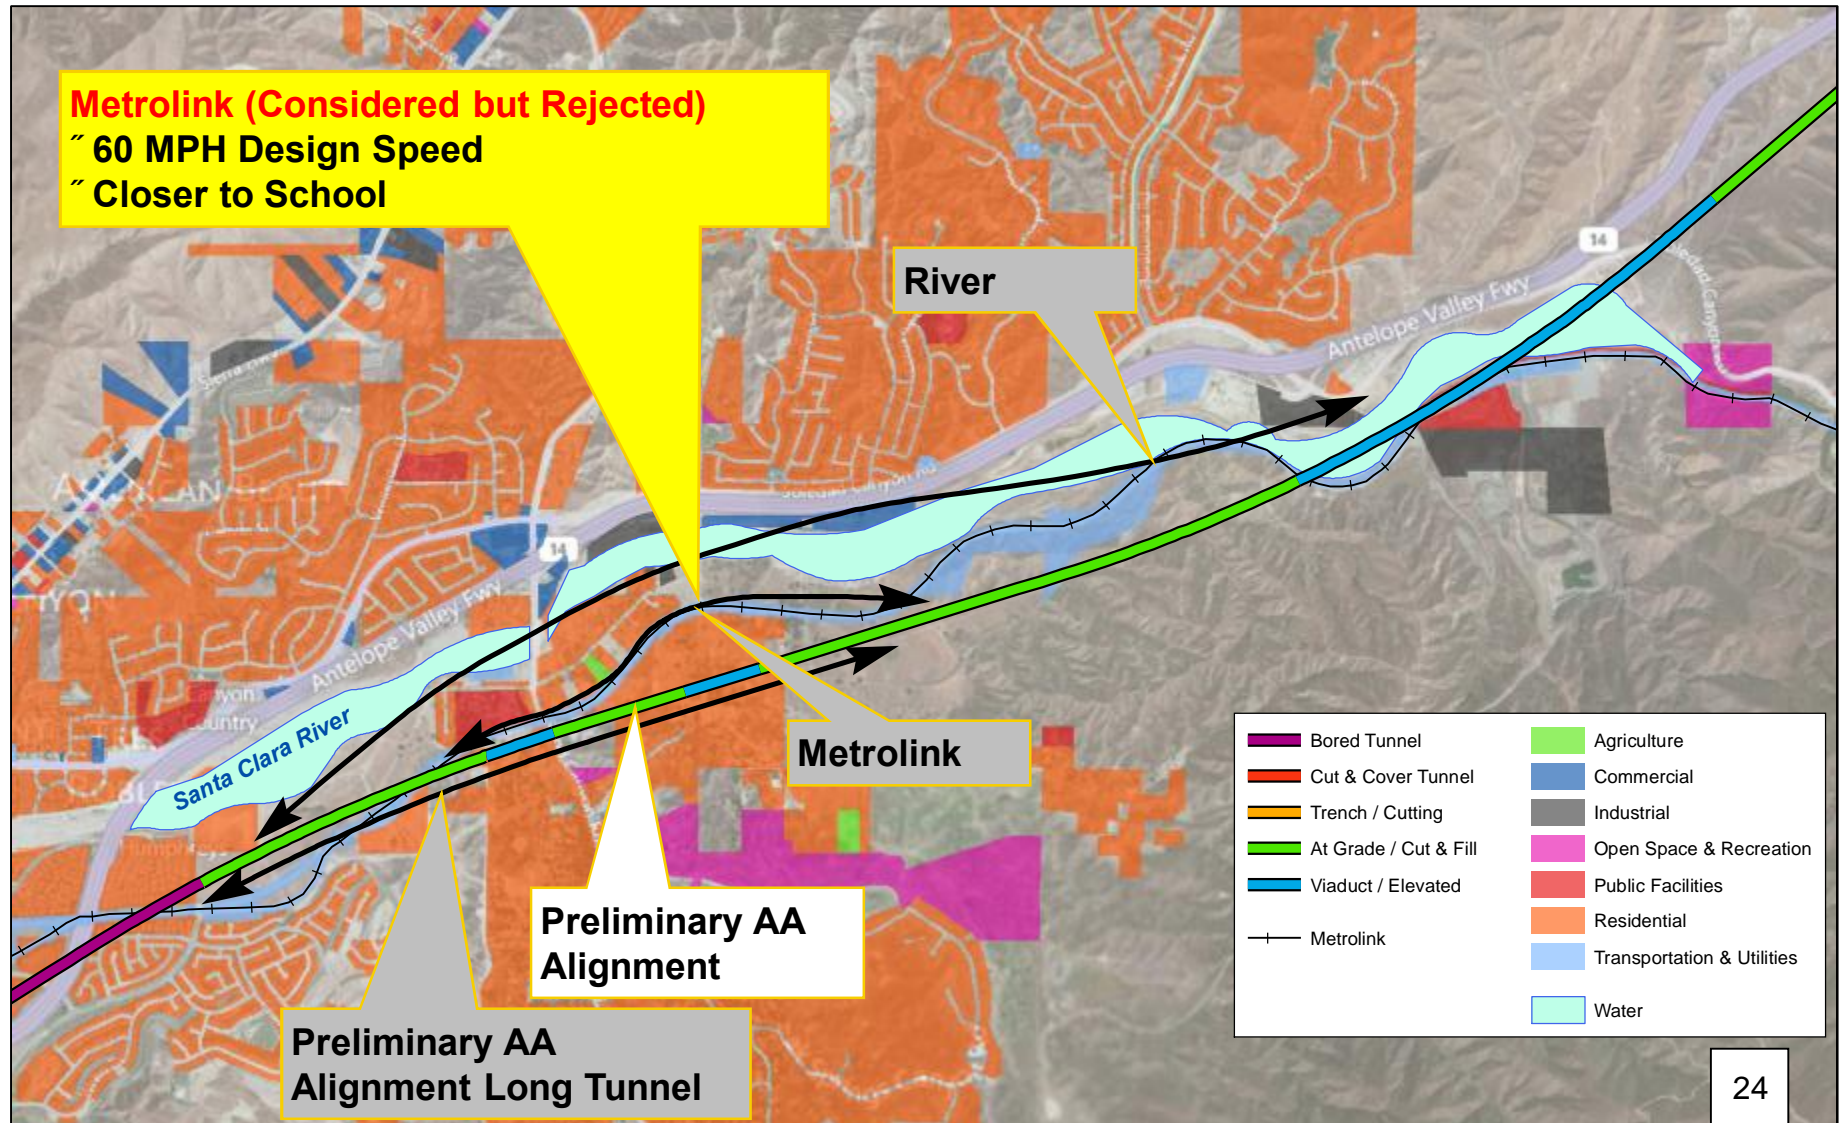 Metrolink (Considered but Rejected)
˝ 60 MPH Design Speed
˝ Closer to School
River
14
Antelope Valley Fwy
14
Antelope Valley Fwy
Canyon
Country
Santa Clara River
Humphreys
Metrolink
Preliminary AA
Alignment
Preliminary AA
Alignment Long Tunnel
Bored Tunnel
Cut & Cover Tunnel
Trench / Cutting
At Grade / Cut & Fill
Viaduct / Elevated
Metrolink
Agriculture
Commercial
Industrial
Open Space & Recreation
Public Facilities
Residential
Transportation & Utilities
Water
24